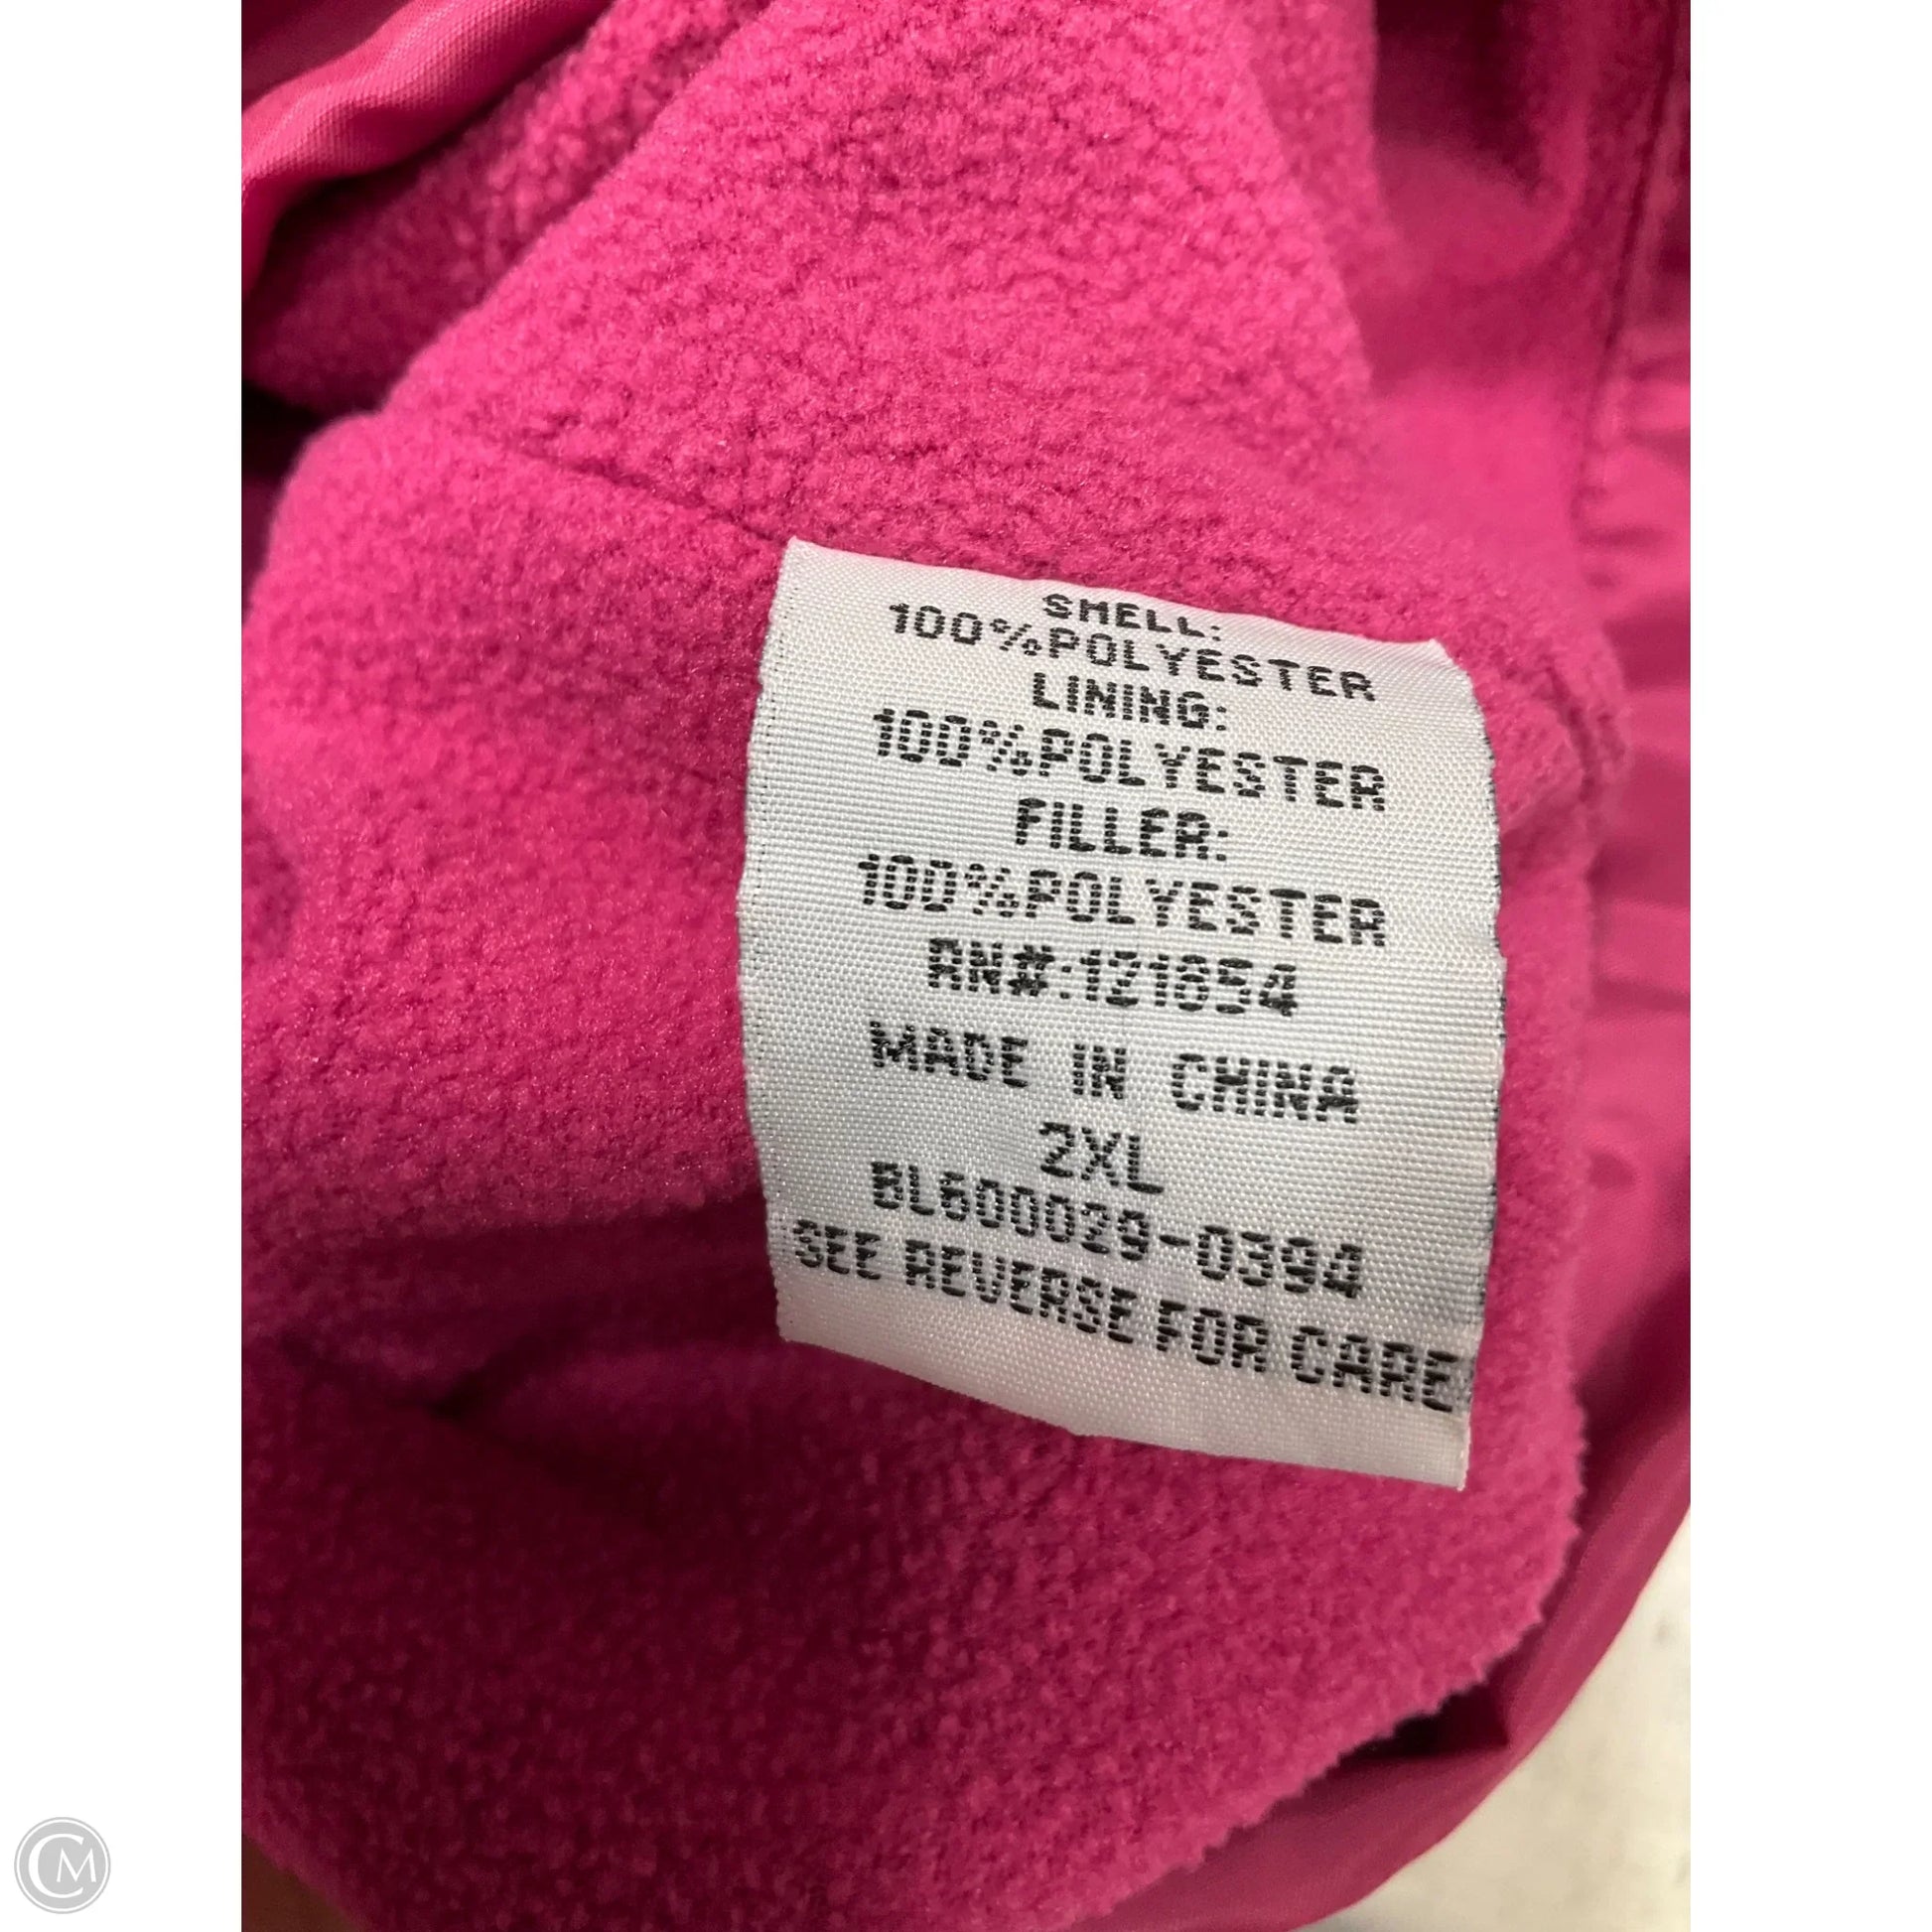 SHELL:
100%POLYESTER
LINING:
100%POLYESTER
FILLER:
100%POLYESTER
RN#:121654
MADE IN CHINA
2XL
BL600029-0394
SEE REVERSE FOR CARE
CM